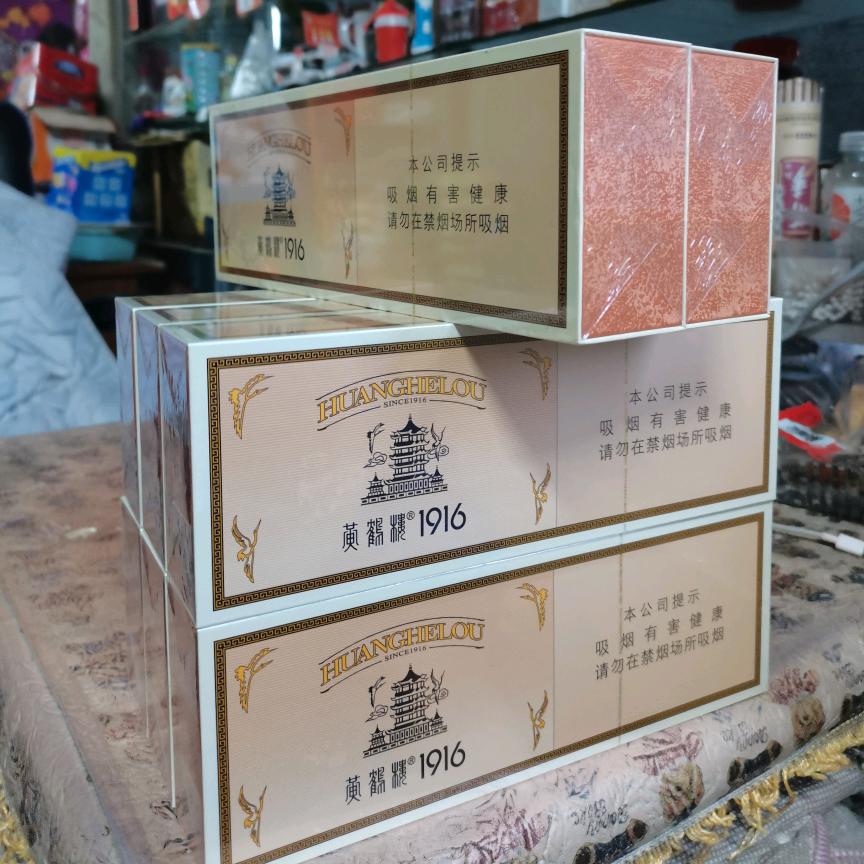 HUANGHELOU
黄鹤楼 1916
本公司提示
吸烟有害健康
请勿在禁烟场所吸烟
HUANGHELOU
SINCE1916
黄鹤楼® 1916
本公司提示
吸烟有害健康
请勿在禁烟场所吸烟
HUANGHELOU
SINCE1916
黄鹤楼® 1916
本公司提示
吸烟有害健康
请勿在禁烟场所吸烟